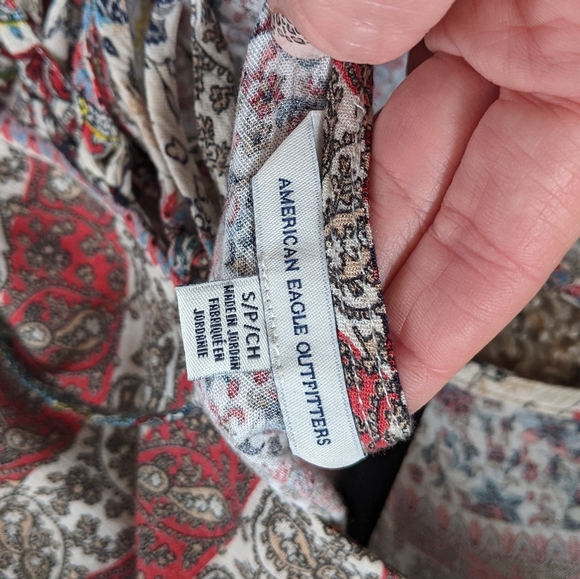 AMERICAN EAGLE OUTFITTERS
S/P/CH
MADE IN JORDAN
FABRIQUÉ EN
JORDANIE